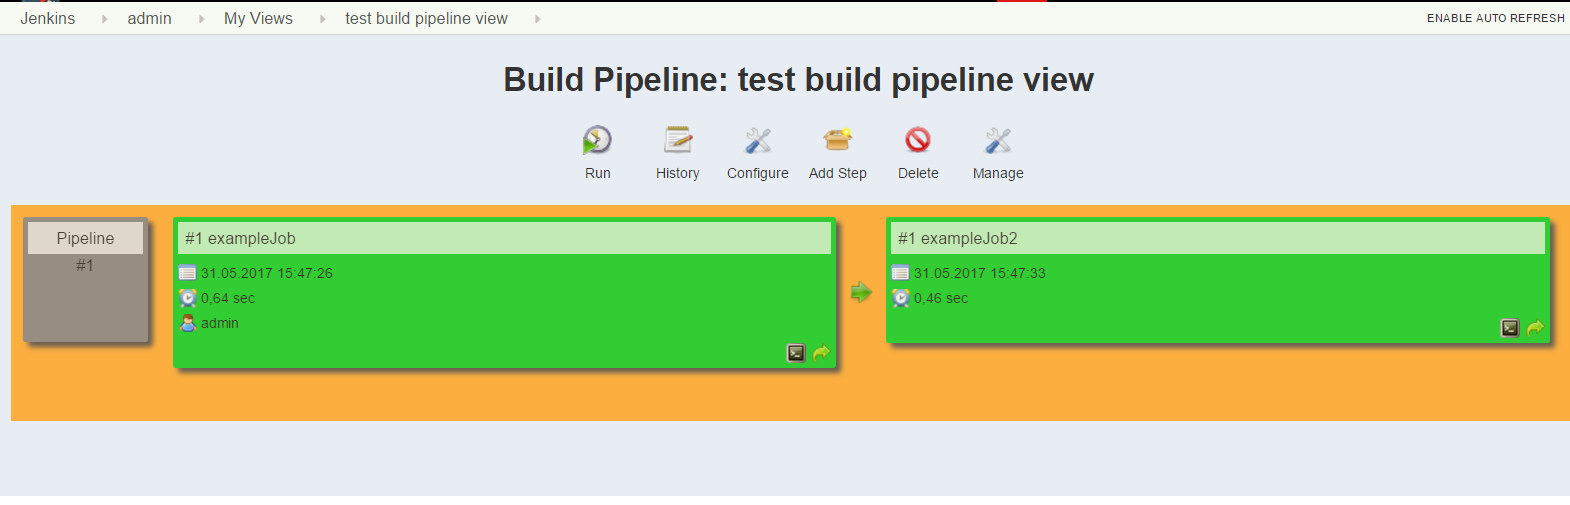 Jenkins admin My Views test build pipeline view ENABLE AUTO REFRESH
Build Pipeline: test build pipeline view
Run History Configure Add Step Delete Manage
Pipeline
#1
#1 exampleJob
31.05.2017 15:47:26
0,64 sec
admin
#1 exampleJob2
31.05.2017 15:47:33
0,46 sec